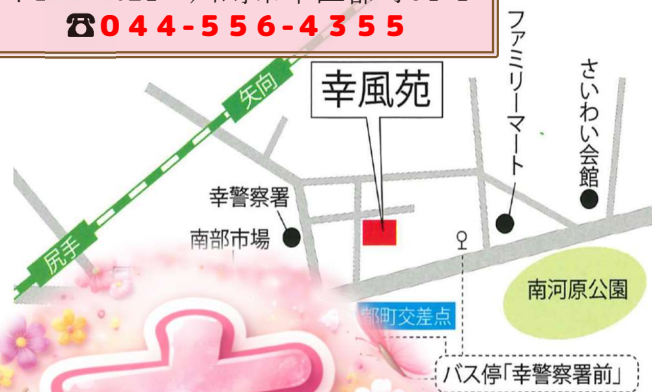 ☎044-556-4355
矢向
幸風苑
ファミリーマート
さいわい会館
幸警察署
南部市場
尻手
南河原公園
部町交差点
バス停「幸警察署前」